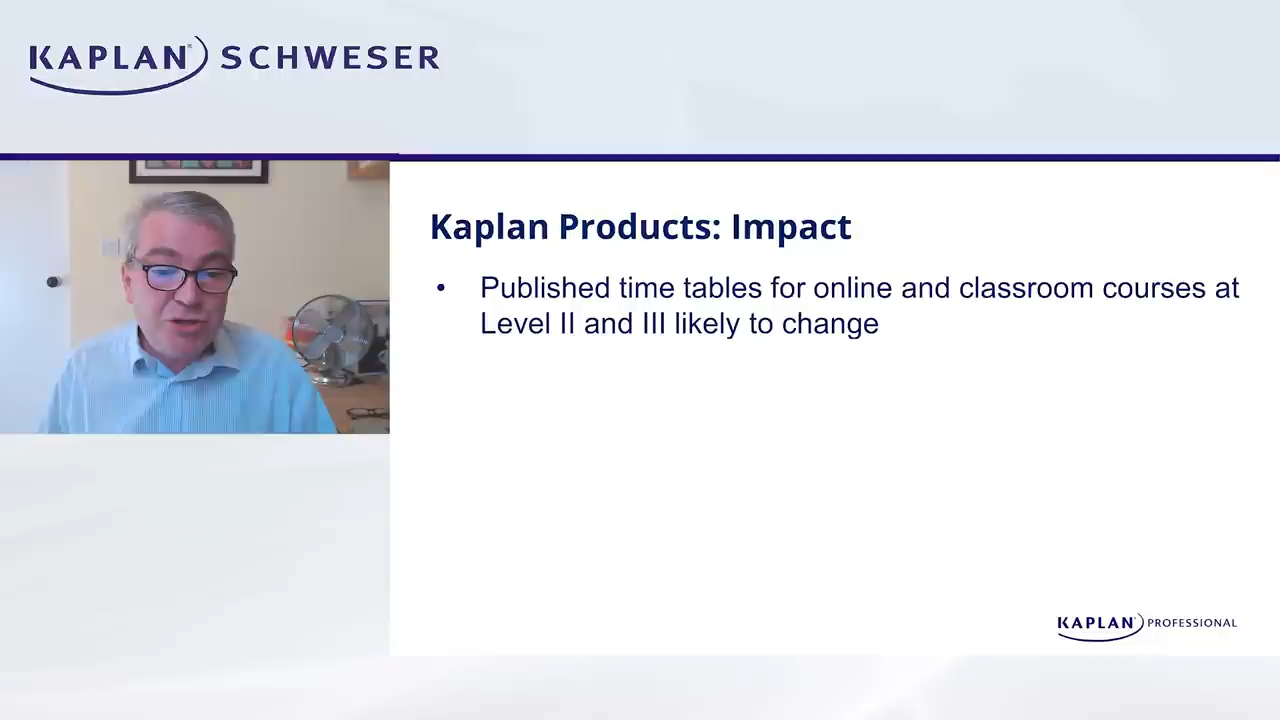 KAPLAN SCHWESER
Kaplan Products: Impact
• Published time tables for online and classroom courses at
Level II and III likely to change
KAPLAN PROFESSIONAL